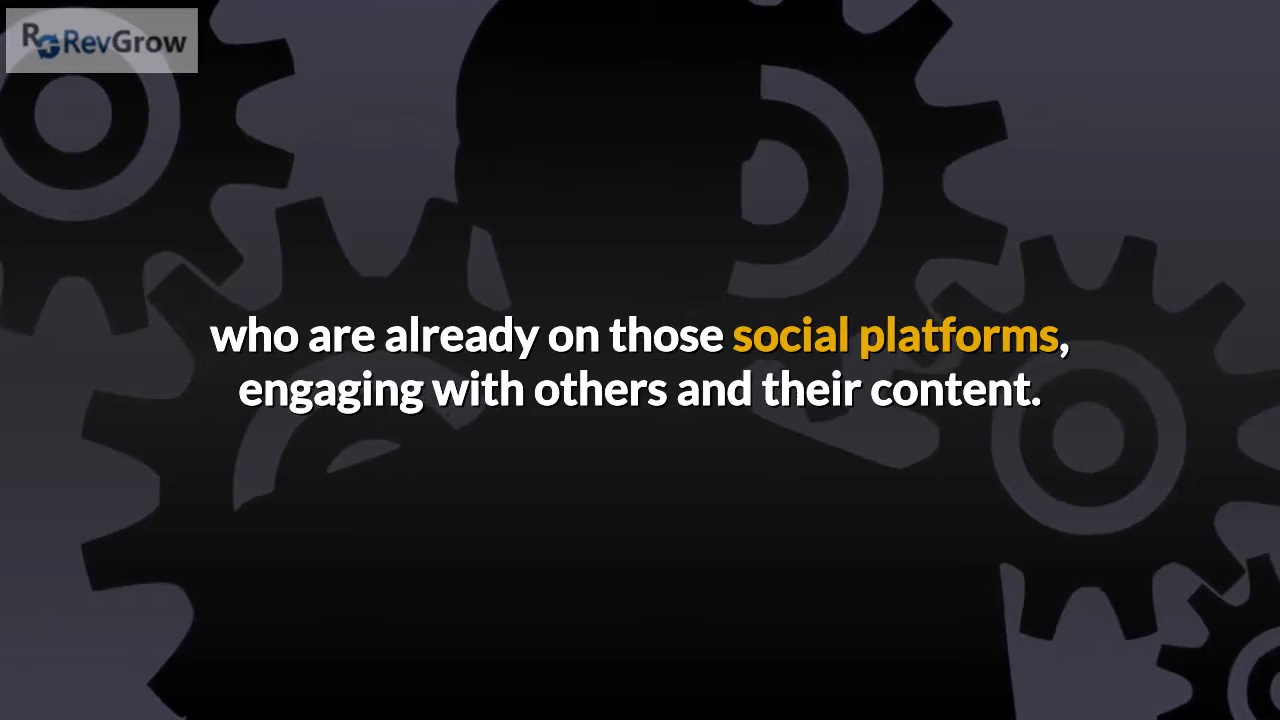 RevGrow
who are already on those social platforms,
engaging with others and their content.